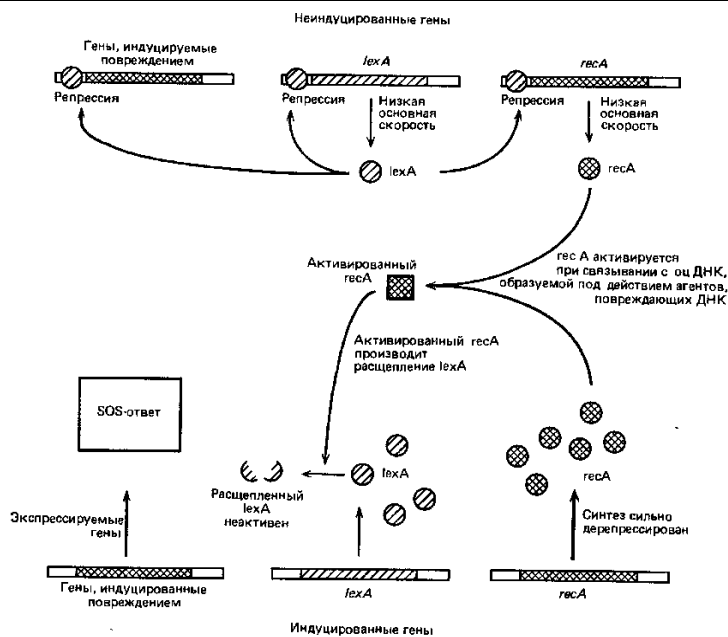 Неиндуцированные гены
Гены, индуцируемые
повреждением
lexA
recA
Репрессия
Репрессия
Низкая
основная
скорость
Репрессия
Низкая
основная
скорость
lexA
recA
Активированный
recA
rec A активируется
при связывании с оц ДНК,
образуемой под действием агентов,
повреждающих ДНК
Активированный recA
производит
расщепление lexA
SOS-ответ
lexA
recA
Расщепленный
lexA
неактивен
Экспрессируемые
гены
Синтез сильно
дерепрессирован
Гены, индуцированные
повреждением
lexA
recA
Индуцированные гены